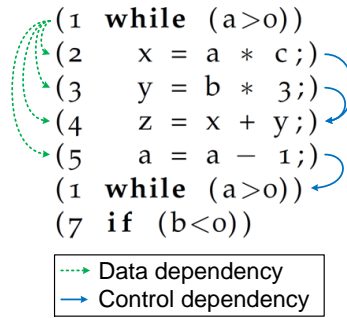 (1 while (a>0))
(2 x = a * c;)
(3 y = b * 3;)
(4 z = x + y;)
(5 a = a − 1;)
(1 while (a>0))
(7 if (b<0))
Data dependency
Control dependency